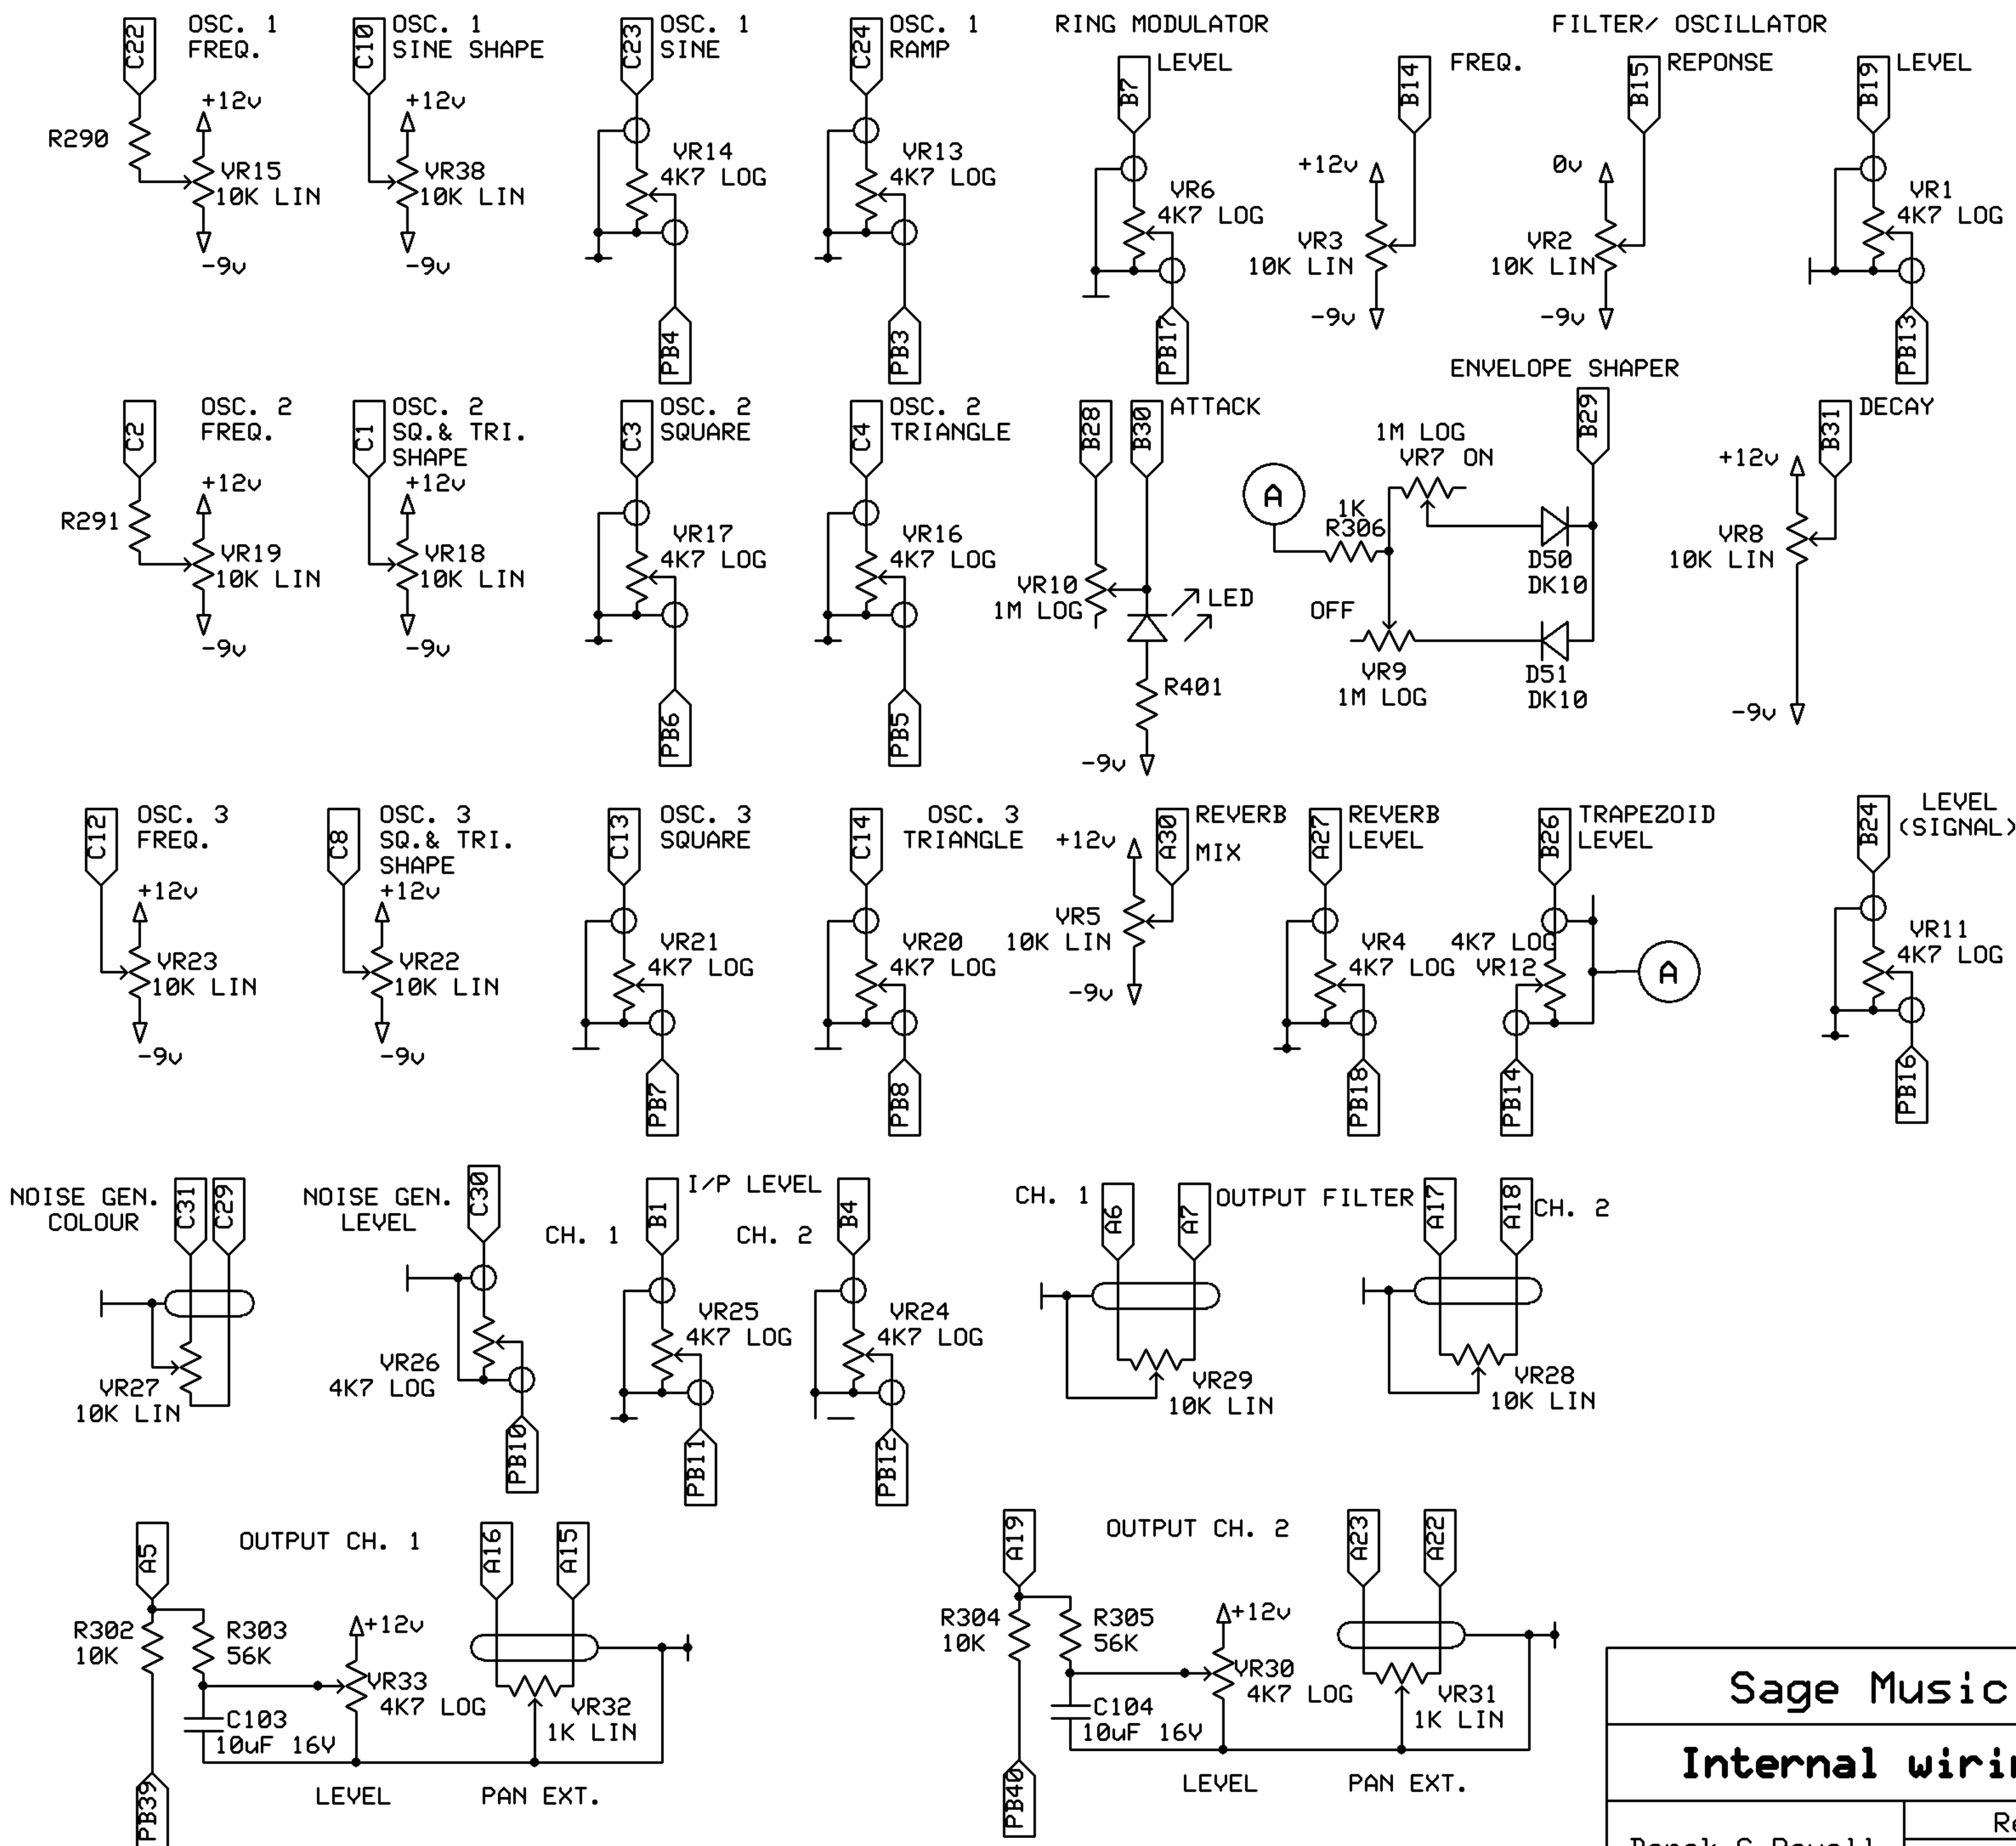 C22
OSC. 1
FREQ.
+12v
R290
VR15
10K LIN
-9v
C10
OSC. 1
SINE SHAPE
+12v
VR38
10K LIN
-9v
C23
OSC. 1
SINE
VR14
4K7 LOG
PB4
C24
OSC. 1
RAMP
VR13
4K7 LOG
PB3
RING MODULATOR
B7
LEVEL
VR6
4K7 LOG
PB17
FILTER/ OSCILLATOR
B14
FREQ.
+12v
VR3
10K LIN
-9v
B15
REPONSE
0v
VR2
10K LIN
-9v
B19
LEVEL
VR1
4K7 LOG
PB13
C2
OSC. 2
FREQ.
+12v
R291
VR19
10K LIN
-9v
C1
OSC. 2
SQ.& TRI.
SHAPE
+12v
VR18
10K LIN
-9v
C3
OSC. 2
SQUARE
VR17
4K7 LOG
PB6
C4
OSC. 2
TRIANGLE
VR16
4K7 LOG
PB5
ENVELOPE SHAPER
B28
B30
ATTACK
VR10
1M LOG
LED
R401
-9v
A
1K
R306
1M LOG
VR7 ON
B29
D50
DK10
OFF
VR9
1M LOG
D51
DK10
B31
DECAY
+12v
VR8
10K LIN
-9v
C12
OSC. 3
FREQ.
+12v
VR23
10K LIN
-9v
C8
OSC. 3
SQ.& TRI.
SHAPE
+12v
VR22
10K LIN
-9v
C13
OSC. 3
SQUARE
VR21
4K7 LOG
PB7
C14
OSC. 3
TRIANGLE
VR20
4K7 LOG
PB8
A30
REVERB
MIX
+12v
VR5
10K LIN
-9v
A27
REVERB
LEVEL
VR4
4K7 LOG
PB18
B26
TRAPEZOID
LEVEL
4K7 LOG
VR12
A
PB14
B24
LEVEL
(SIGNAL)
VR11
4K7 LOG
PB16
NOISE GEN.
COLOUR
C31
C29
VR27
10K LIN
NOISE GEN.
LEVEL
C30
VR26
4K7 LOG
PB10
I/P LEVEL
CH. 1
B1
VR25
4K7 LOG
PB11
CH. 2
B4
VR24
4K7 LOG
PB12
CH. 1
A6
A7
OUTPUT FILTER
VR29
10K LIN
A17
A18
CH. 2
VR28
10K LIN
A5
OUTPUT CH. 1
R302
10K
R303
56K
+12v
VR33
4K7 LOG
C103
10uF 16V
LEVEL
PB39
A16
A15
VR32
1K LIN
PAN EXT.
A19
OUTPUT CH. 2
R304
10K
R305
56K
+12v
VR30
4K7 LOG
C104
10uF 16V
LEVEL
PB40
A23
A22
VR31
1K LIN
PAN EXT.
Sage Music
Internal